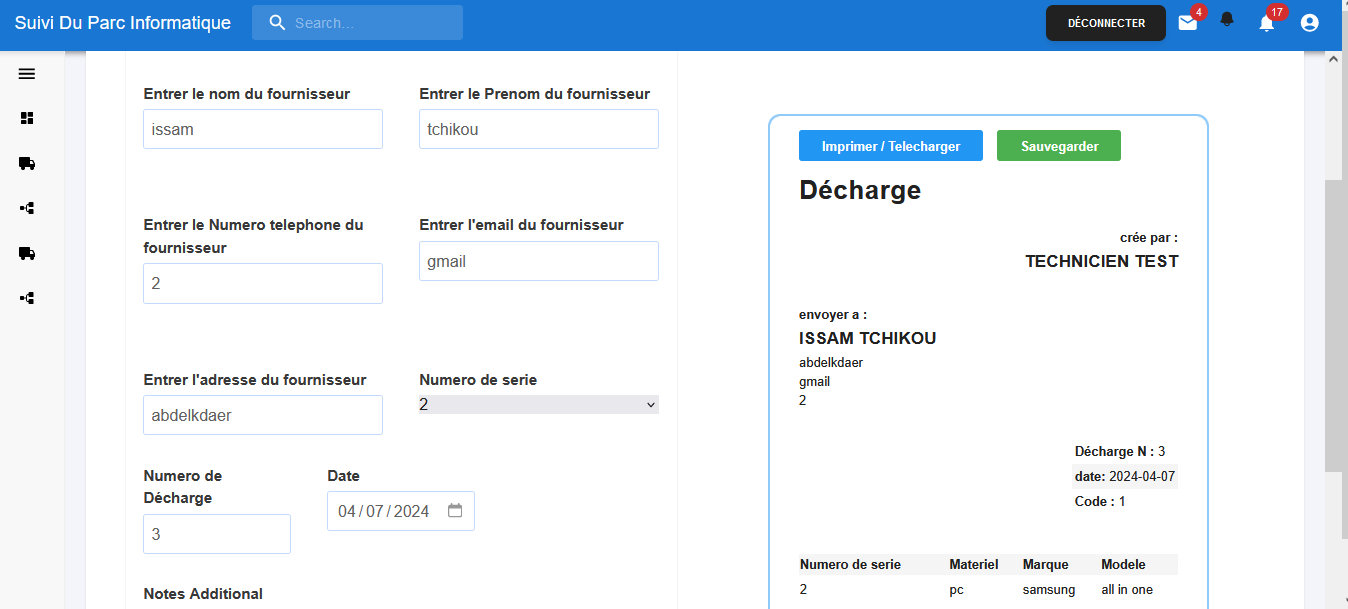 Suivi Du Parc Informatique
Search...
DÉCONNECTER
4
17
Entrer le nom du fournisseur
issam
Entrer le Prenom du fournisseur
tchikou
Entrer le Numero telephone du
fournisseur
2
Entrer l'email du fournisseur
gmail
Entrer l'adresse du fournisseur
abdelkdaer
Numero de serie
2
Numero de
Décharge
3
Date
04/07/2024
Notes Additional
Imprimer / Telecharger
Sauvegarder
Décharge
crée par :
TECHNICIEN TEST
envoyer a :
ISSAM TCHIKOU
abdelkdaer
gmail
2
Décharge N : 3
date: 2024-04-07
Code : 1
Numero de serie Materiel Marque Modele
2 pc samsung all in one